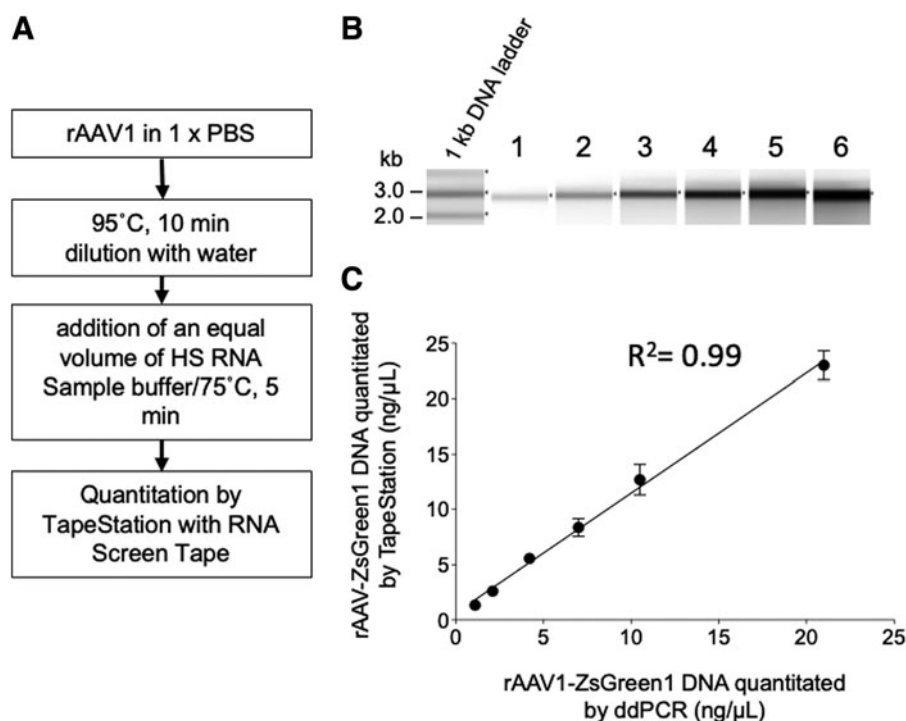 A
rAAV1 in 1 x PBS
95˚C, 10 min
dilution with water
addition of an equal
volume of HS RNA
Sample buffer/75˚C, 5
min
Quantitation by
TapeStation with RNA
Screen Tape
B
1 kb DNA ladder
kb
1 2 3 4 5 6
3.0
2.0
C
rAAV-ZsGreen1 DNA quantitated
by TapeStation (ng/µL)
R²= 0.99
25
20
15
10
5
0
0 5 10 15 20 25
rAAV1-ZsGreen1 DNA quantitated
by ddPCR (ng/µL)